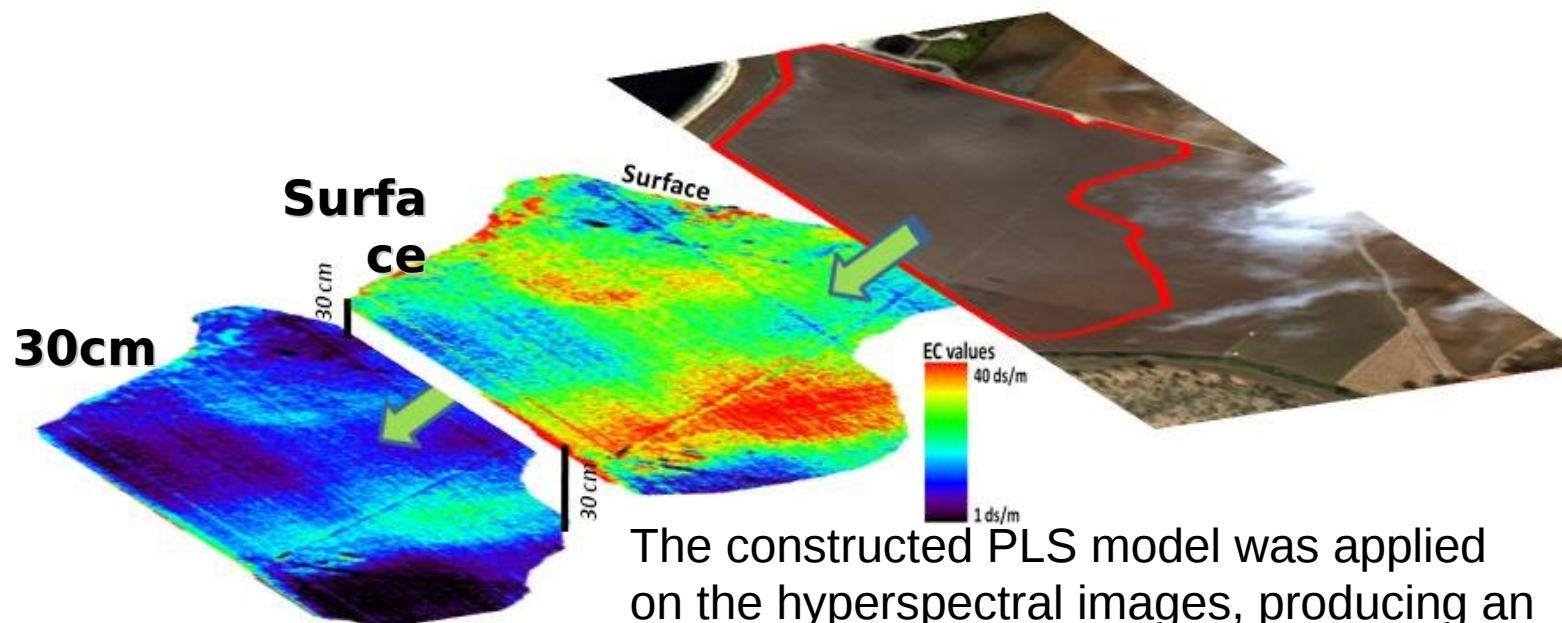 Surface
Surfa
ce
30 cm
30cm
EC values
40 ds/m
30 cm
1 ds/m
The constructed PLS model was applied
on the hyperspectral images, producing an